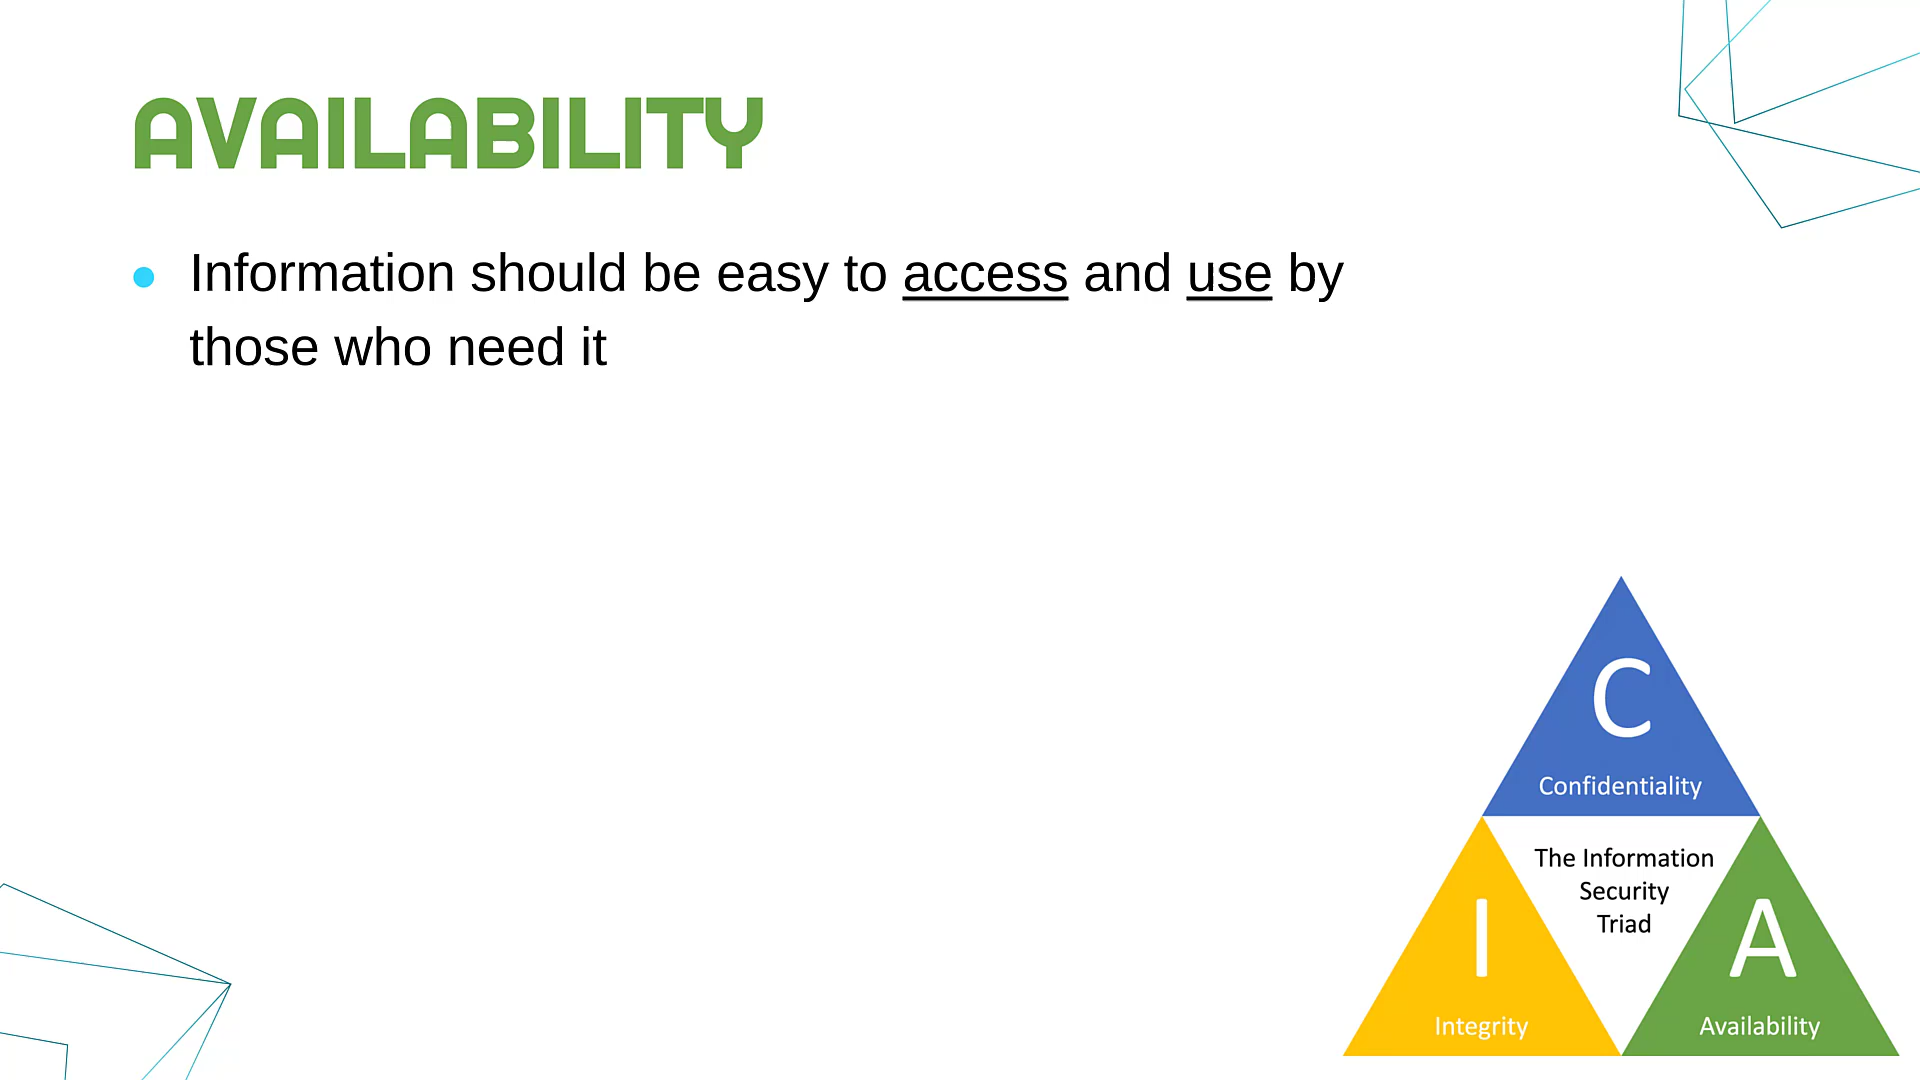 AVAILABILITY
Information should be easy to access and use by
those who need it
C
Confidentiality
The Information
Security
Triad
I
Integrity
A
Availability